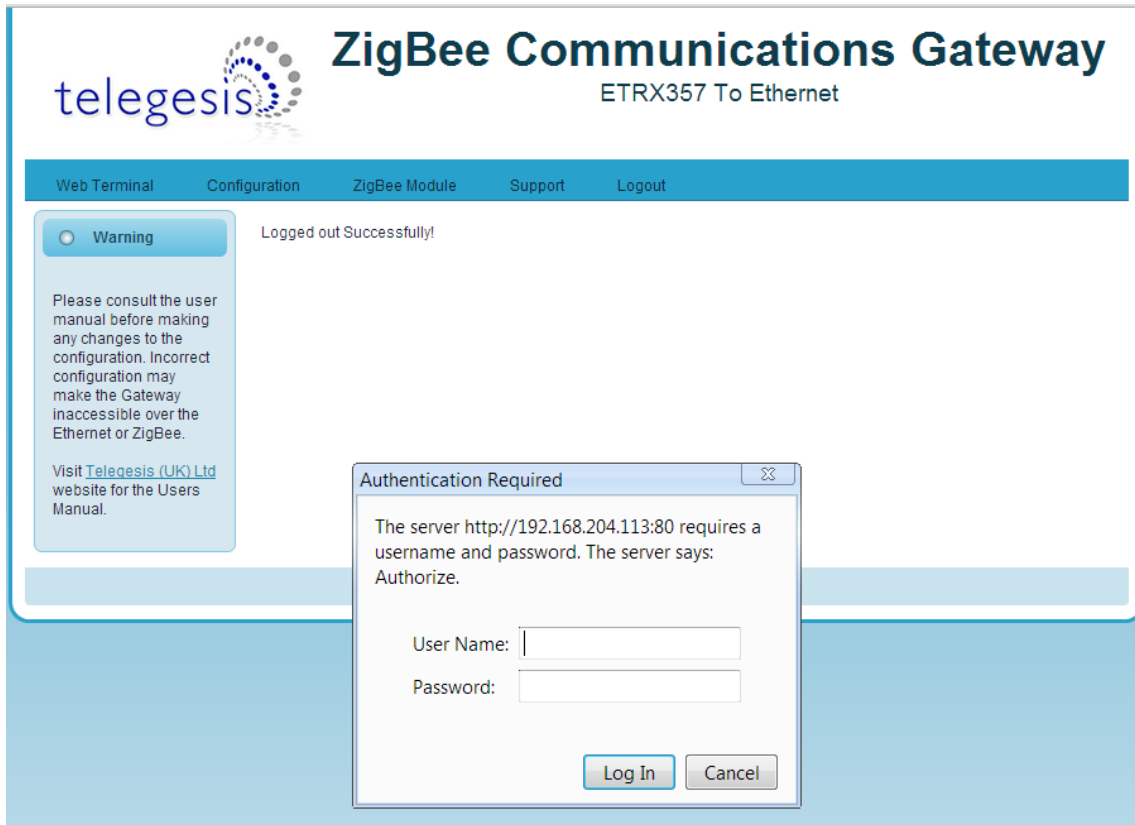 telegesis
ZigBee Communications Gateway
ETRX357 To Ethernet
Web Terminal
Configuration
ZigBee Module
Support
Logout
Warning
Please consult the user
manual before making
any changes to the
configuration. Incorrect
configuration may
make the Gateway
inaccessible over the
Ethernet or ZigBee.
Visit Telegesis (UK) Ltd
website for the Users
Manual.
Logged out Successfully!
Authentication Required
The server http://192.168.204.113:80 requires a
username and password. The server says:
Authorize.
User Name:
Password:
Log In
Cancel